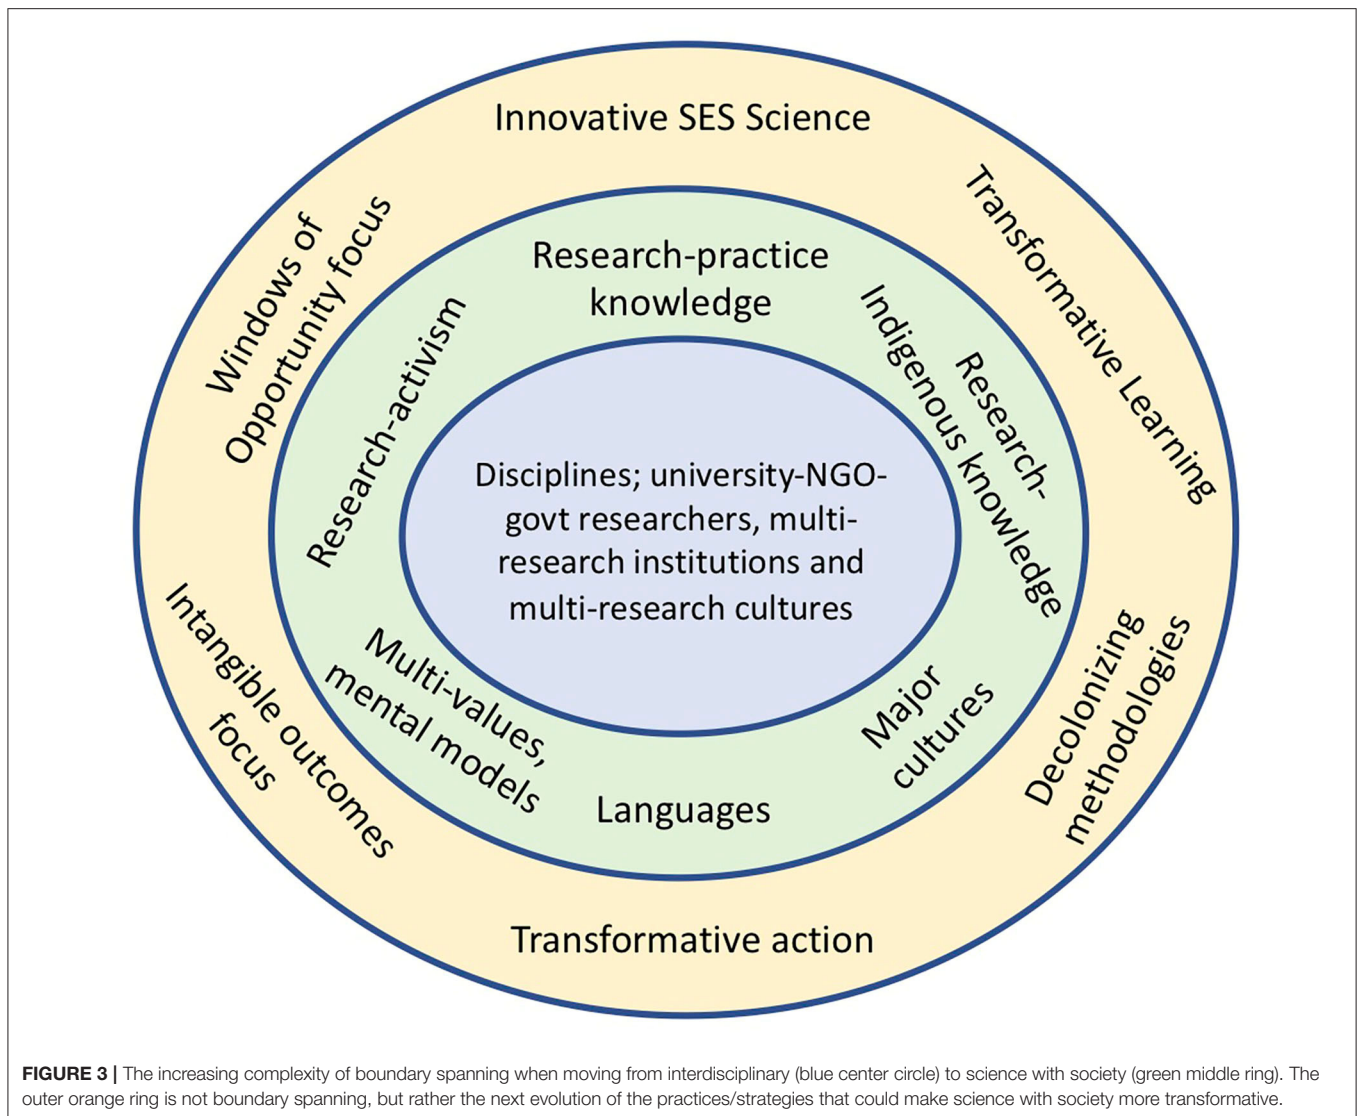 Innovative SES Science
Transformative Learning
Windows of
Opportunity focus
Research-practice
knowledge
Research-activism
Research-
Indigenous knowledge
Disciplines; university-NGO-
govt researchers, multi-
research institutions and
multi-research cultures
Intangible outcomes
focus
Multi-values,
mental models
Languages
Major
cultures
Decolonizing
methodologies
Transformative action
FIGURE 3 | The increasing complexity of boundary spanning when moving from interdisciplinary (blue center circle) to science with society (green middle ring). The
outer orange ring is not boundary spanning, but rather the next evolution of the practices/strategies that could make science with society more transformative.